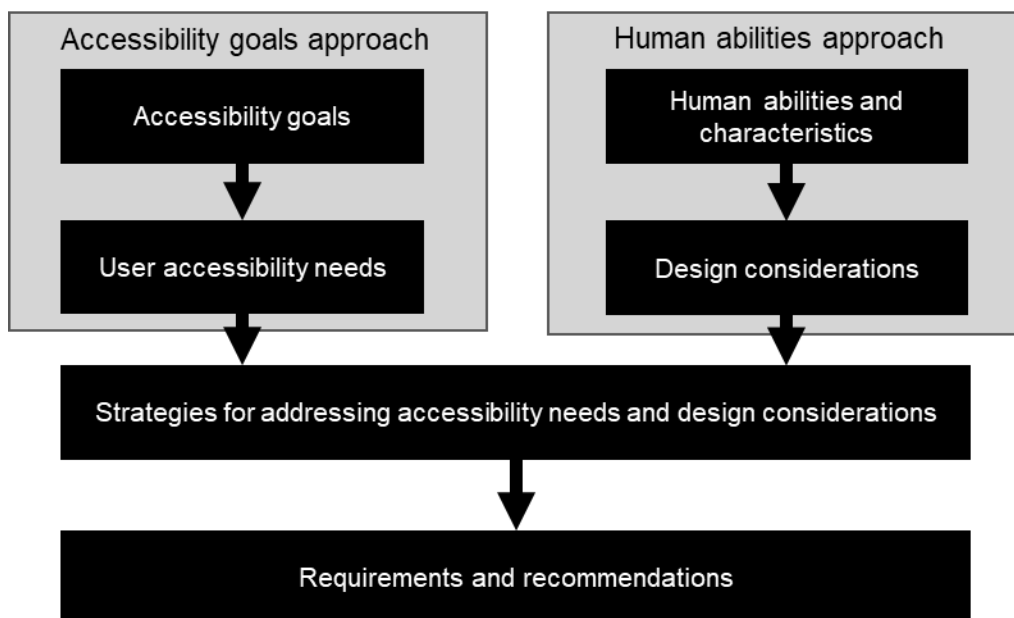 Accessibility goals approach
Accessibility goals
User accessibility needs
Human abilities approach
Human abilities and
characteristics
Design considerations
Strategies for addressing accessibility needs and design considerations
Requirements and recommendations